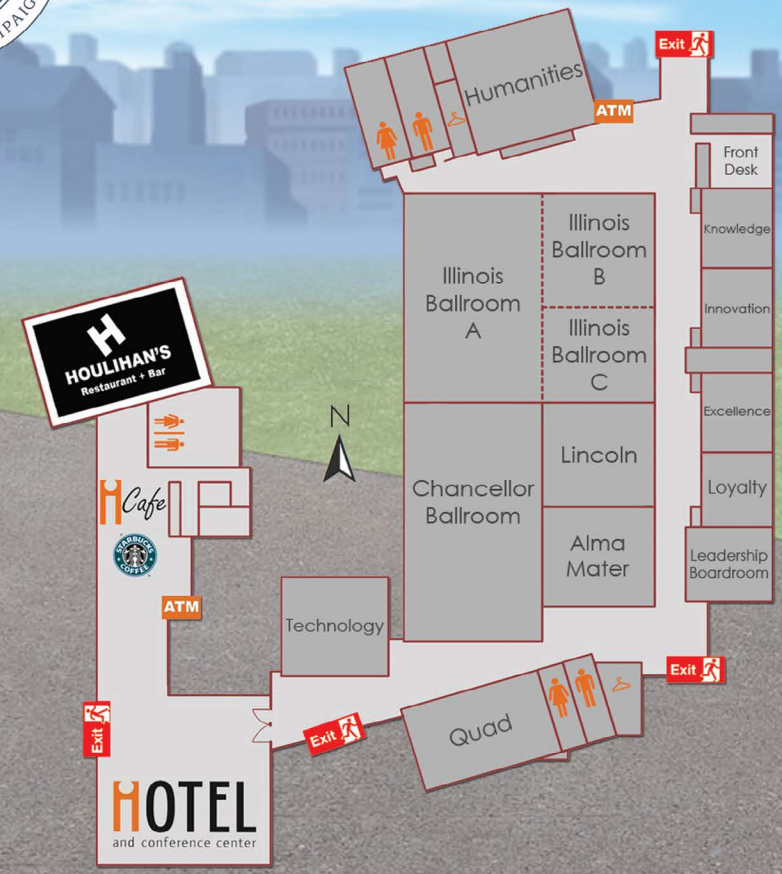 PAIG
Exit
Humanities
ATM
Front
Desk
Knowledge
Illinois
Ballroom
A
Illinois
Ballroom
B
Innovation
Illinois
Ballroom
C
H
HOULIHAN'S
Restaurant + Bar
N
Excellence
Lincoln
Loyalty
Chancellor
Ballroom
H Cafe
STARBUCKS
COFFEE
Alma
Mater
Leadership
Boardroom
ATM
Technology
Exit
Quad
Exit
Exit
HOTEL
and conference center